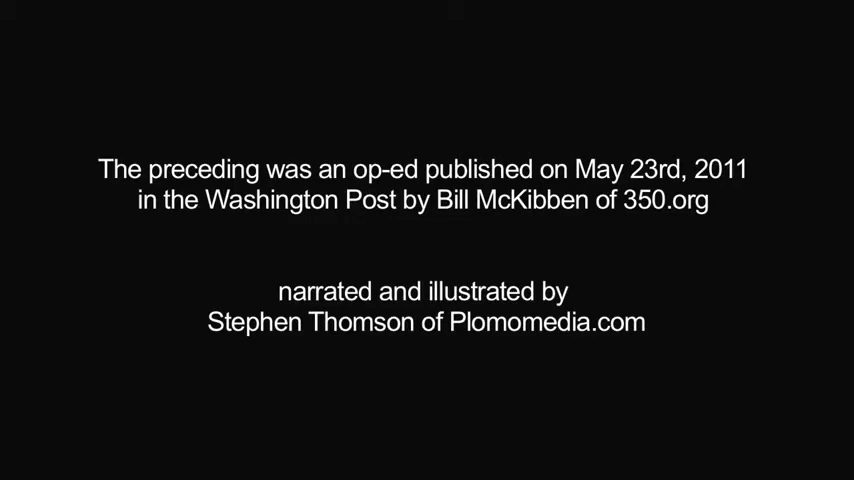 The preceding was an op-ed published on May 23rd, 2011
in the Washington Post by Bill McKibben of 350.org
narrated and illustrated by
Stephen Thomson of Plomomedia.com